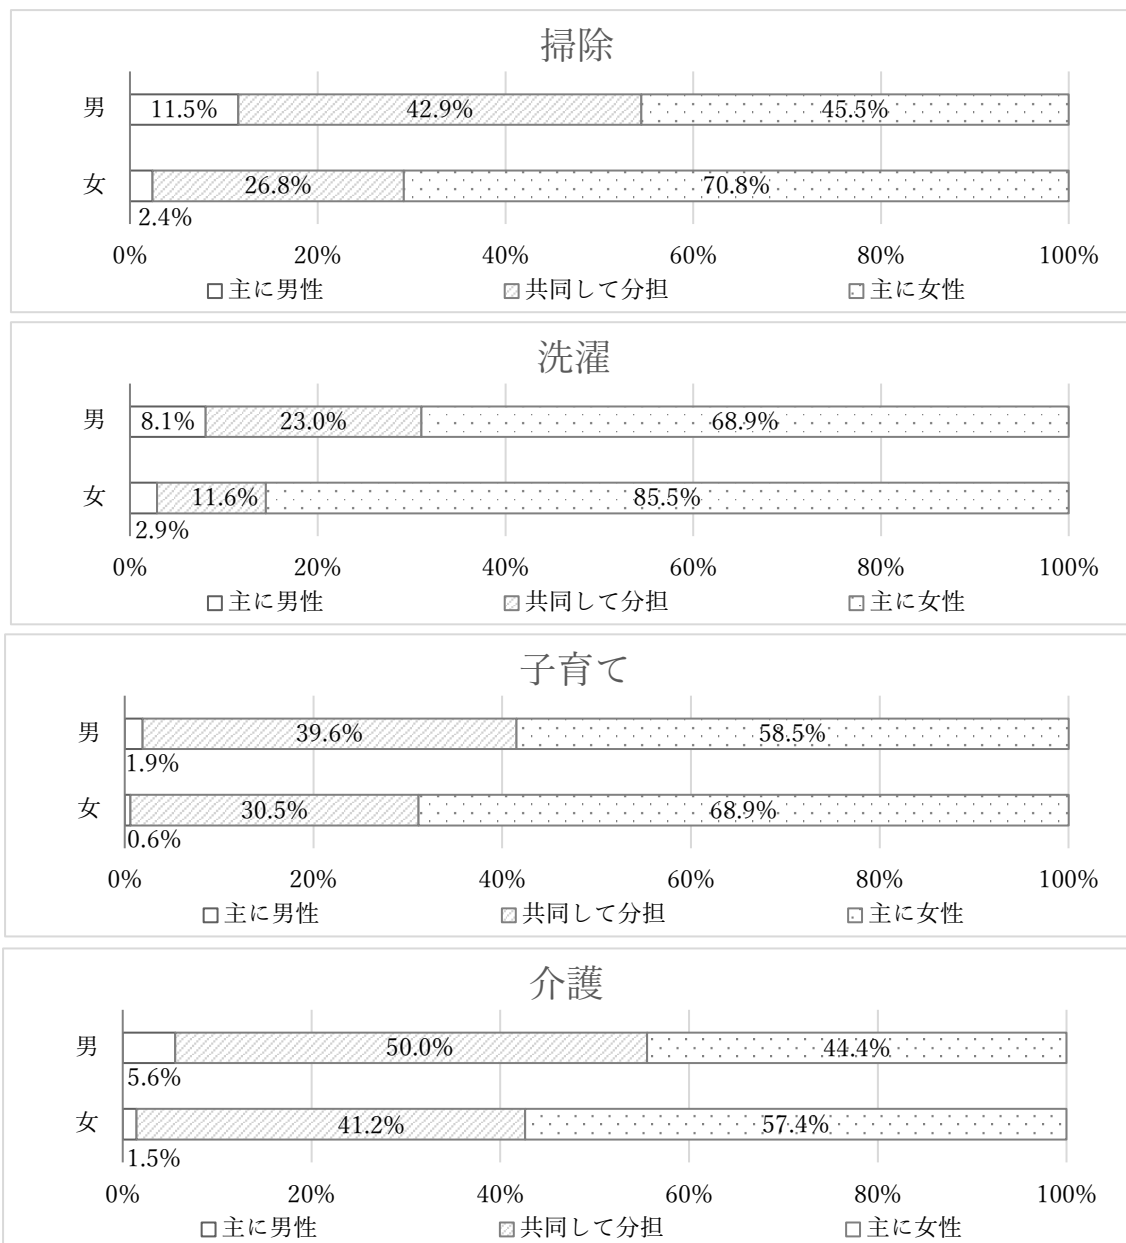 掃除
男 11.5% 42.9% 45.5%
女 26.8% 70.8%
2.4%
0% 20% 40% 60% 80% 100%
主に男性 共同して分担 主に女性
洗濯
男 8.1% 23.0% 68.9%
女 11.6% 85.5%
2.9%
0% 20% 40% 60% 80% 100%
主に男性 共同して分担 主に女性
子育て
男 39.6% 58.5%
1.9%
女 30.5% 68.9%
0.6%
0% 20% 40% 60% 80% 100%
主に男性 共同して分担 主に女性
介護
男 50.0% 44.4%
5.6%
女 41.2% 57.4%
1.5%
0% 20% 40% 60% 80% 100%
主に男性 共同して分担 主に女性